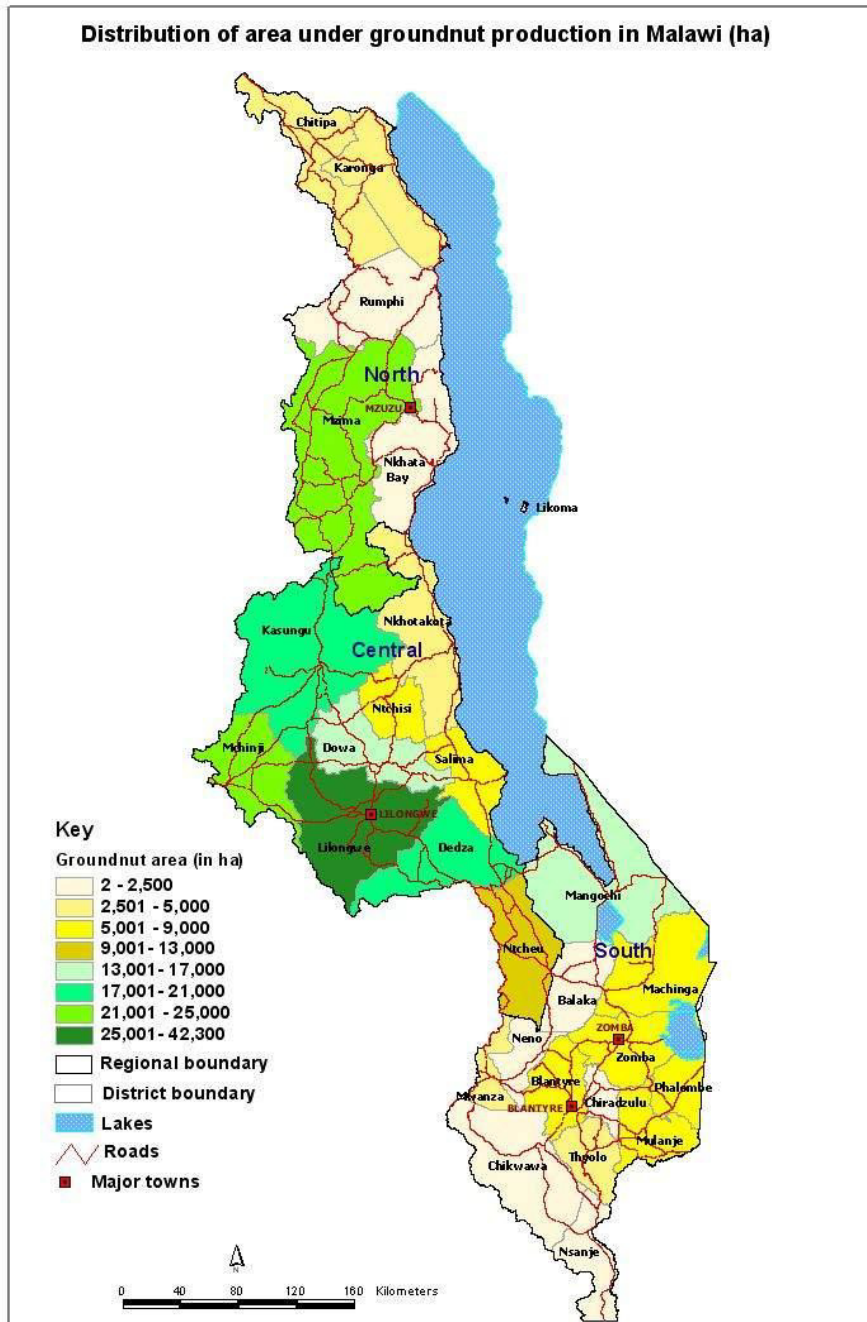 Distribution of area under groundnut production in Malawi (ha)
Chitipa
Karonga
Rumphi
North
MZUZU
Mzima
Nkhata
Bay
Likoma
Nkhotakota
Kasungu
Central
Ntchisi
Mchinji
Dowa
Salima
LILONGWE
Lilongwe
Dedza
Mangochi
Ntcheu
South
Machinga
Balaka
ZOMBA
Neno
Zomba
Blantyre
Phalombe
Mwanza
BLANTYRE
Chiradzulu
Mulanje
Thyolo
Chikwawa
Nsanje
Key
Groundnut area (in ha)
2 - 2,500
2,501 - 5,000
5,001 - 9,000
9,001 - 13,000
13,001 - 17,000
17,001 - 21,000
21,001 - 25,000
25,001 - 42,300
Regional boundary
District boundary
Lakes
Roads
Major towns
N
0 40 80 120 160 Kilometers